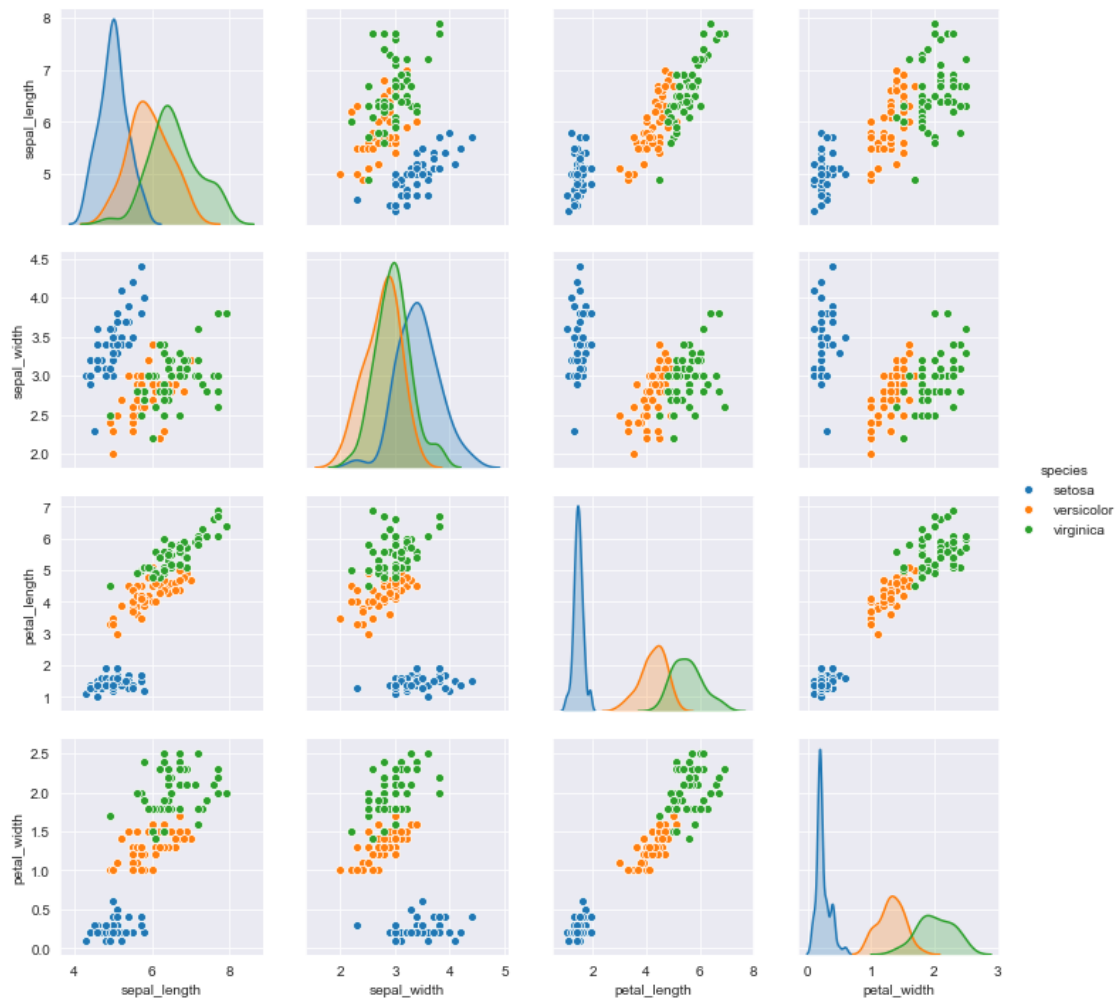 8
7
6
5
sepal_length
4.5
4.0
3.5
3.0
2.5
2.0
sepal_width
species
setosa
versicolor
virginica
7
6
5
4
3
2
1
petal_length
2.5
2.0
1.5
1.0
0.5
0.0
petal_width
4 6 8
sepal_length
2 3 4 5
sepal_width
2 4 6 8
petal_length
0 1 2 3
petal_width